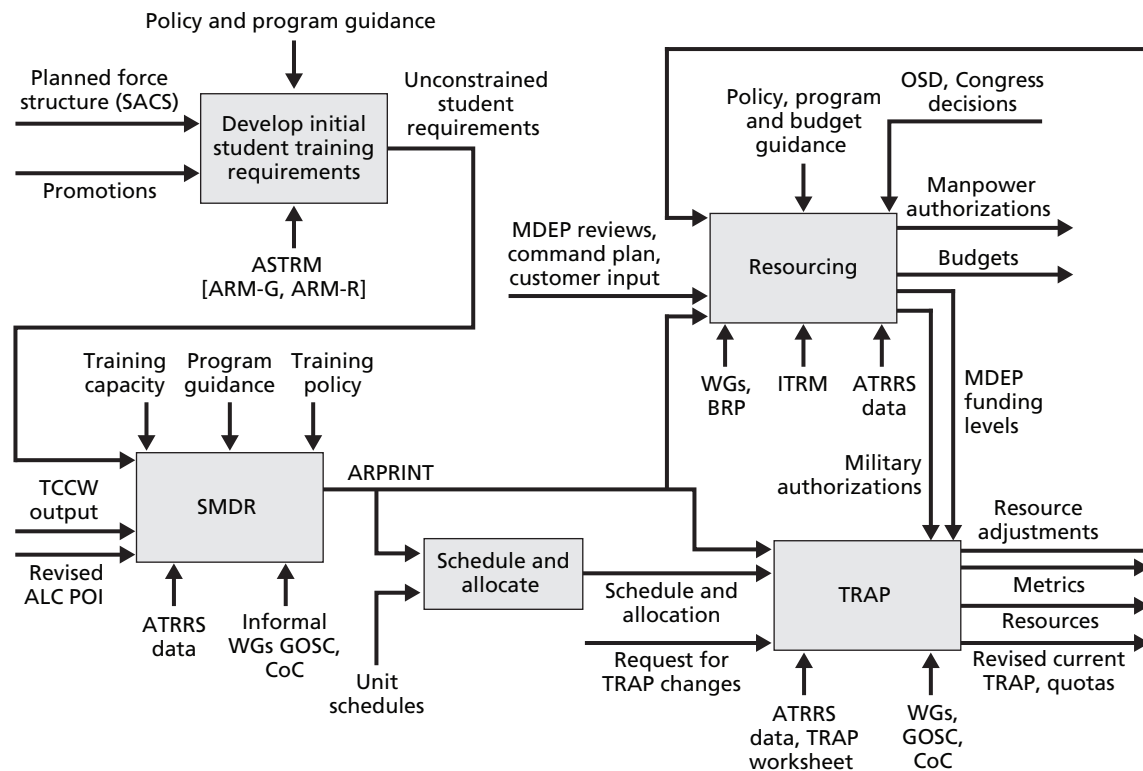 Policy and program guidance
Planned force
structure (SACS)
Promotions
Develop initial
student training
requirements
Unconstrained
student
requirements
ASTRM
[ARM-G, ARM-R]
OSD, Congress
decisions
Policy, program
and budget
guidance
Manpower
authorizations
MDEP reviews,
command plan,
customer input
Resourcing
Budgets
WGs,
BRP
ITRM
ATRRS
data
MDEP
funding
levels
Military
authorizations
Training
capacity
Program
guidance
Training
policy
TCCW
output
Revised
ALC POI
SMDR
ARPRINT
ATRRS
data
Informal
WGs GOSC,
CoC
Schedule and
allocate
Unit
schedules
Schedule and
allocation
Request for
TRAP changes
TRAP
Resource
adjustments
Metrics
Resources
Revised current
TRAP, quotas
ATRRS
data, TRAP
worksheet
WGs,
GOSC,
CoC